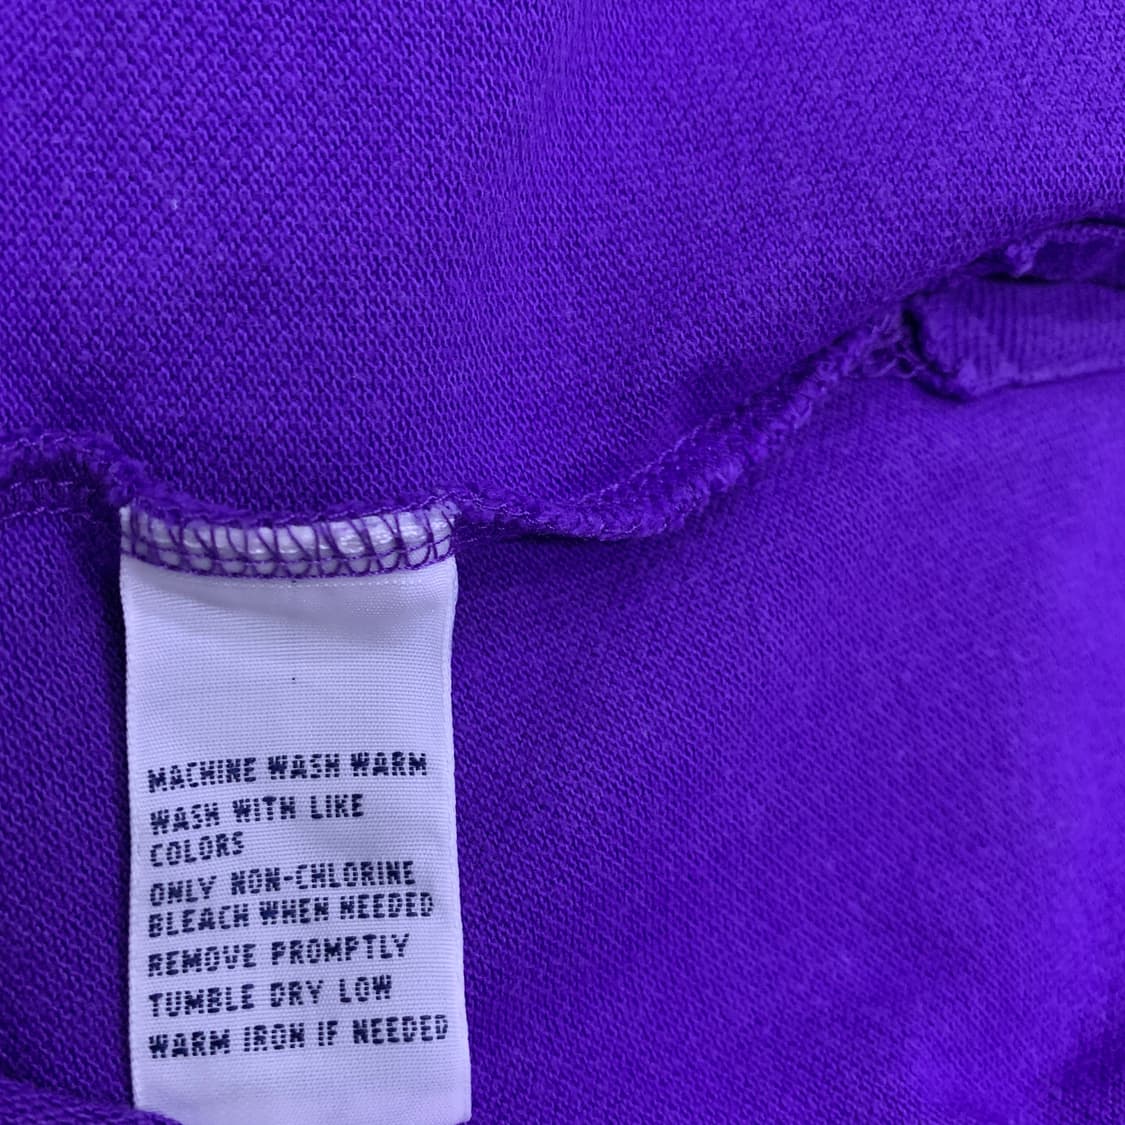 MACHINE WASH WARM
WASH WITH LIKE
COLORS
ONLY NON-CHLORINE
BLEACH WHEN NEEDED
REMOVE PROMPTLY
TUMBLE DRY LOW
WARM IRON IF NEEDED